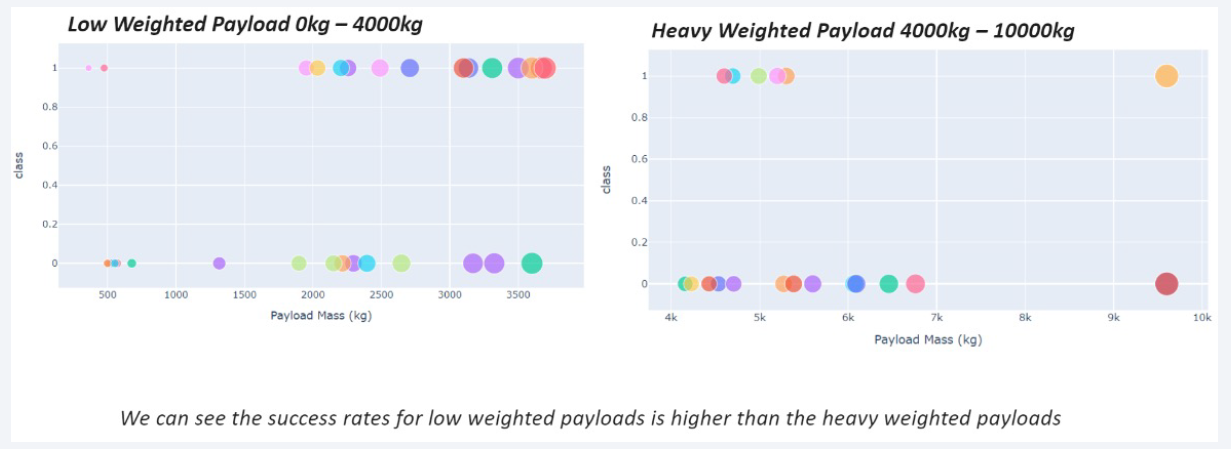 Low Weighted Payload 0kg – 4000kg
Heavy Weighted Payload 4000kg – 10000kg
class
1
0.8
0.6
0.4
0.2
0
500 1000 1500 2000 2500 3000 3500
Payload Mass (kg)
class
1
0.8
0.6
0.4
0.2
0
4k 5k 6k 7k 8k 9k 10k
Payload Mass (kg)
We can see the success rates for low weighted payloads is higher than the heavy weighted payloads